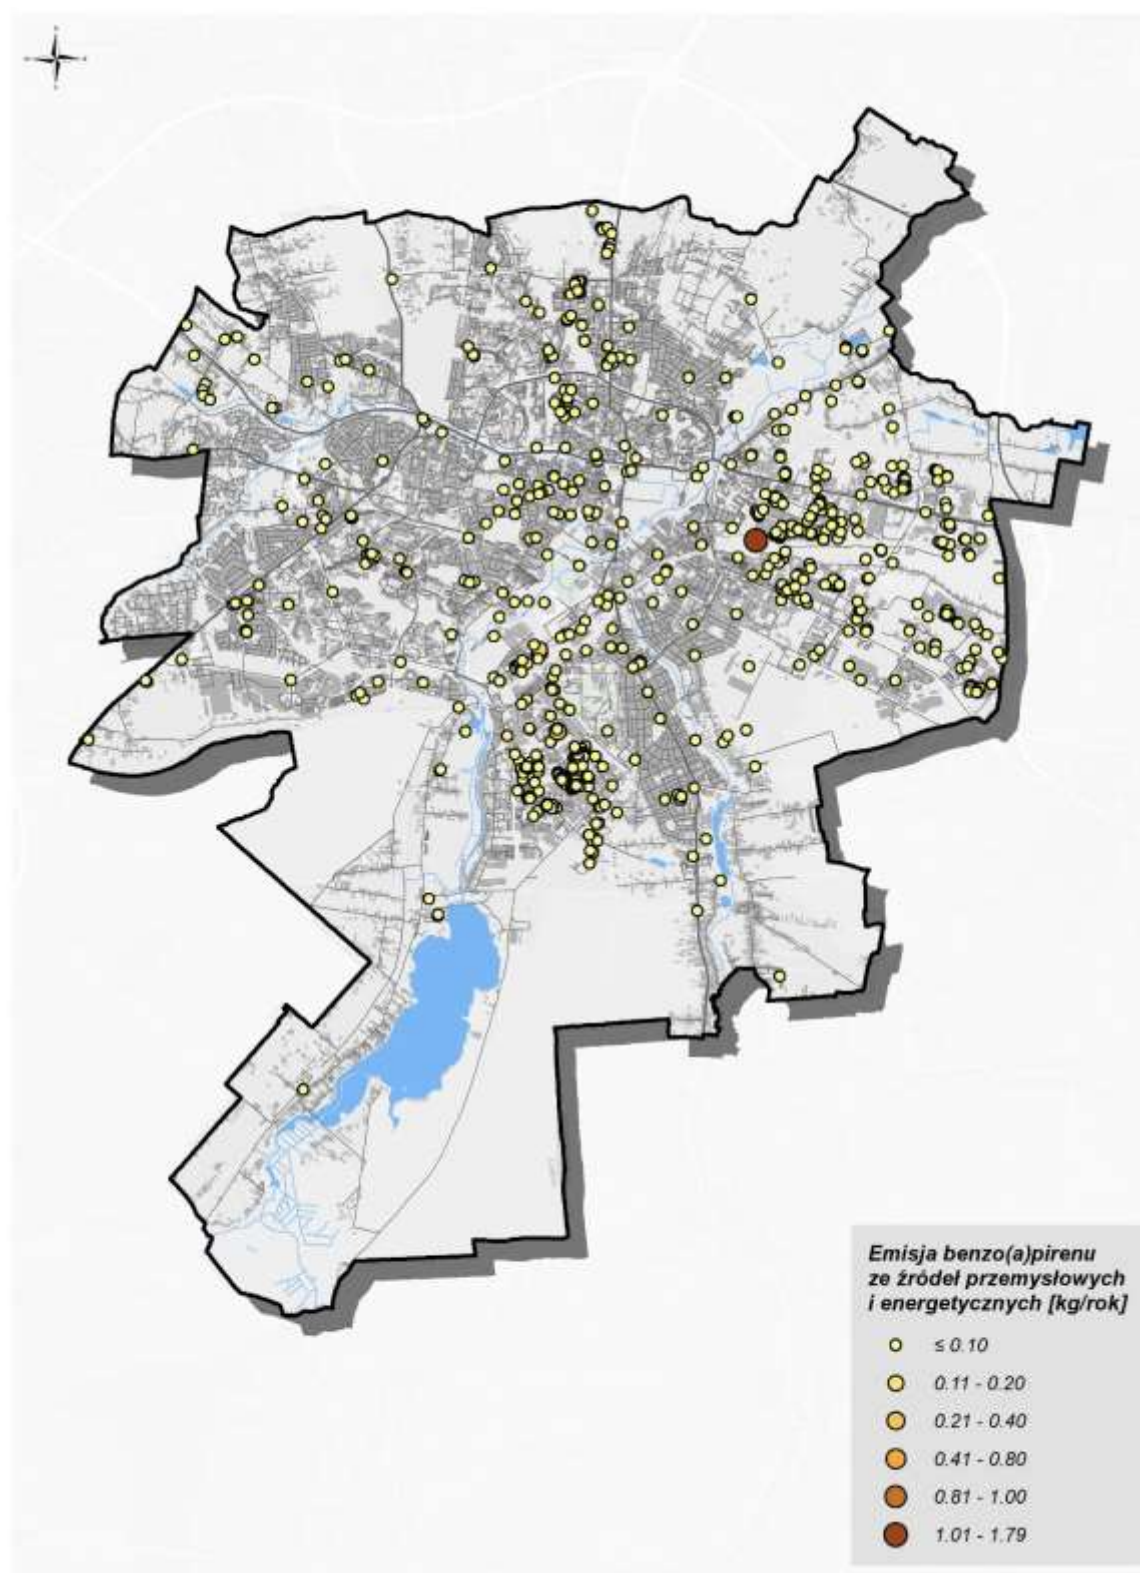 Emisja benzo(a)pirenu
ze źródeł przemysłowych
i energetycznych [kg/rok]
≤ 0.10
0.11 - 0.20
0.21 - 0.40
0.41 - 0.80
0.81 - 1.00
1.01 - 1.79